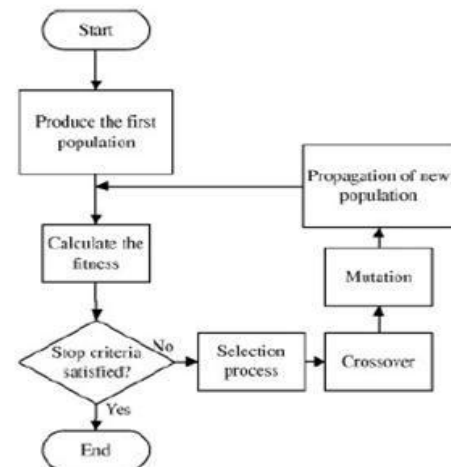 Start
Produce the first
population
Propagation of new
population
Calculate the
fitness
Mutation
Stop criteria
satisfied?
No
Selection
process
Crossover
Yes
End